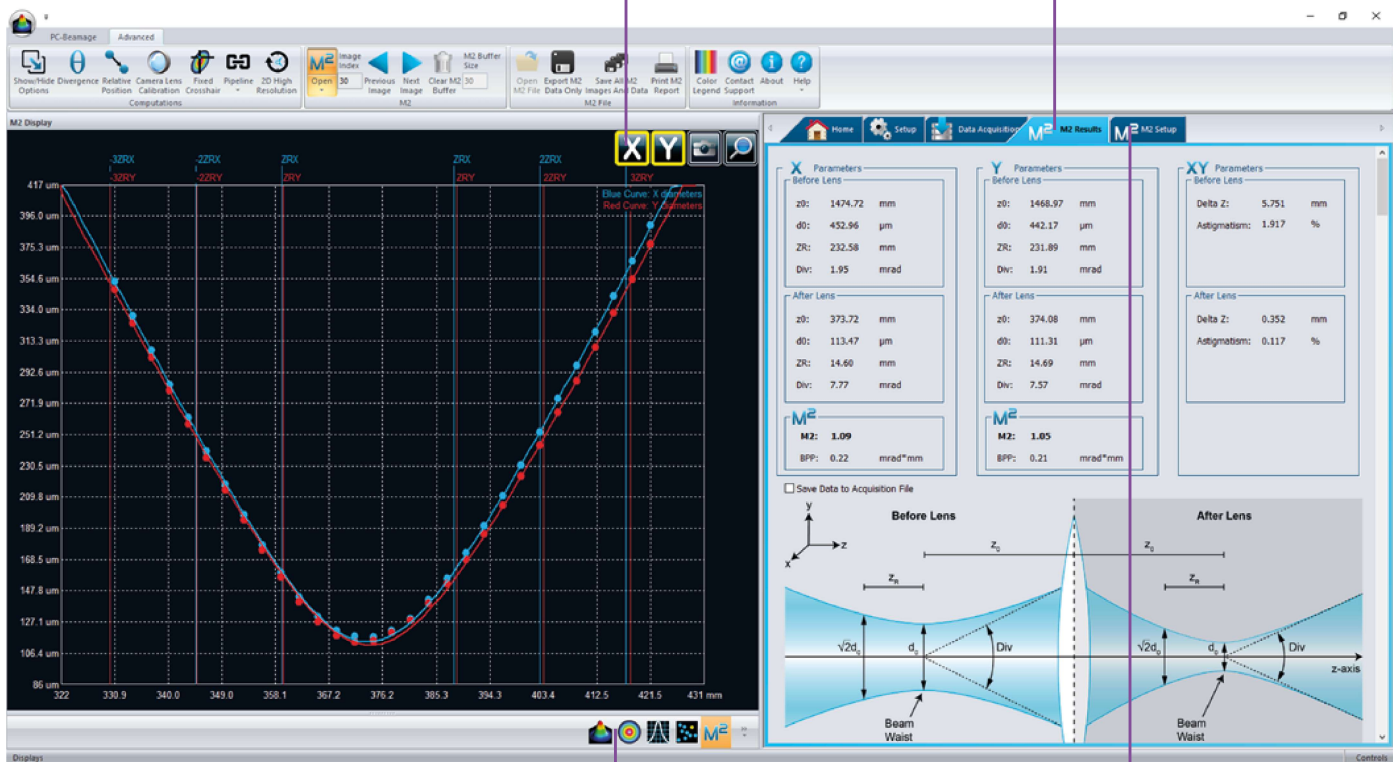 PC-Beamage Advanced
Show/Hide Options
Divergence
Relative Position
Camera Lens Calibration
Fixed Crosshair
Pipeline
2D High Resolution
Computations
M2
Open
Image Index
30
Previous Image
Next Image
Clear M2 Buffer
M2 Buffer Size
30
M2
Open M2 File
Export M2 Data Only
Save All M2 Images And Data
Print M2 Report
M2 File
Color Legend
Contact Support
About
Help
Information
M2 Display
X Y
-3ZRX -2ZRX ZRX ZRX 2ZRX
-3ZRY -2ZRY ZRY ZRY 2ZRY 3ZRY
Blue Curve: X diameters
Red Curve: Y diameters
417 um
396.0 um
375.3 um
354.6 um
334.0 um
313.3 um
292.6 um
271.9 um
251.2 um
230.5 um
209.8 um
189.2 um
168.5 um
147.8 um
127.1 um
106.4 um
86 um
322 330.9 340.0 349.0 358.1 367.2 376.2 385.3 394.3 403.4 412.5 421.5 431 mm
M2
Displays
Home
Setup
Data Acquisition
M2 M2 Results
M2 M2 Setup
X Parameters
Before Lens
z0: 1474.72 mm
d0: 452.96 µm
ZR: 232.58 mm
Div: 1.95 mrad
After Lens
z0: 373.72 mm
d0: 113.47 µm
ZR: 14.60 mm
Div: 7.77 mrad
M2
M2: 1.09
BPP: 0.22 mrad*mm
Y Parameters
Before Lens
z0: 1468.97 mm
d0: 442.17 µm
ZR: 231.89 mm
Div: 1.91 mrad
After Lens
z0: 374.08 mm
d0: 111.31 µm
ZR: 14.69 mm
Div: 7.57 mrad
M2
M2: 1.05
BPP: 0.21 mrad*mm
XY Parameters
Before Lens
Delta Z: 5.751 mm
Astigmatism: 1.917 %
After Lens
Delta Z: 0.352 mm
Astigmatism: 0.117 %
Save Data to Acquisition File
y
z
x
Before Lens
After Lens
z0 z0
zR zR
√2d0 d0 Div
√2d0 d0 Div
z-axis
Beam Waist
Beam Waist
Controls